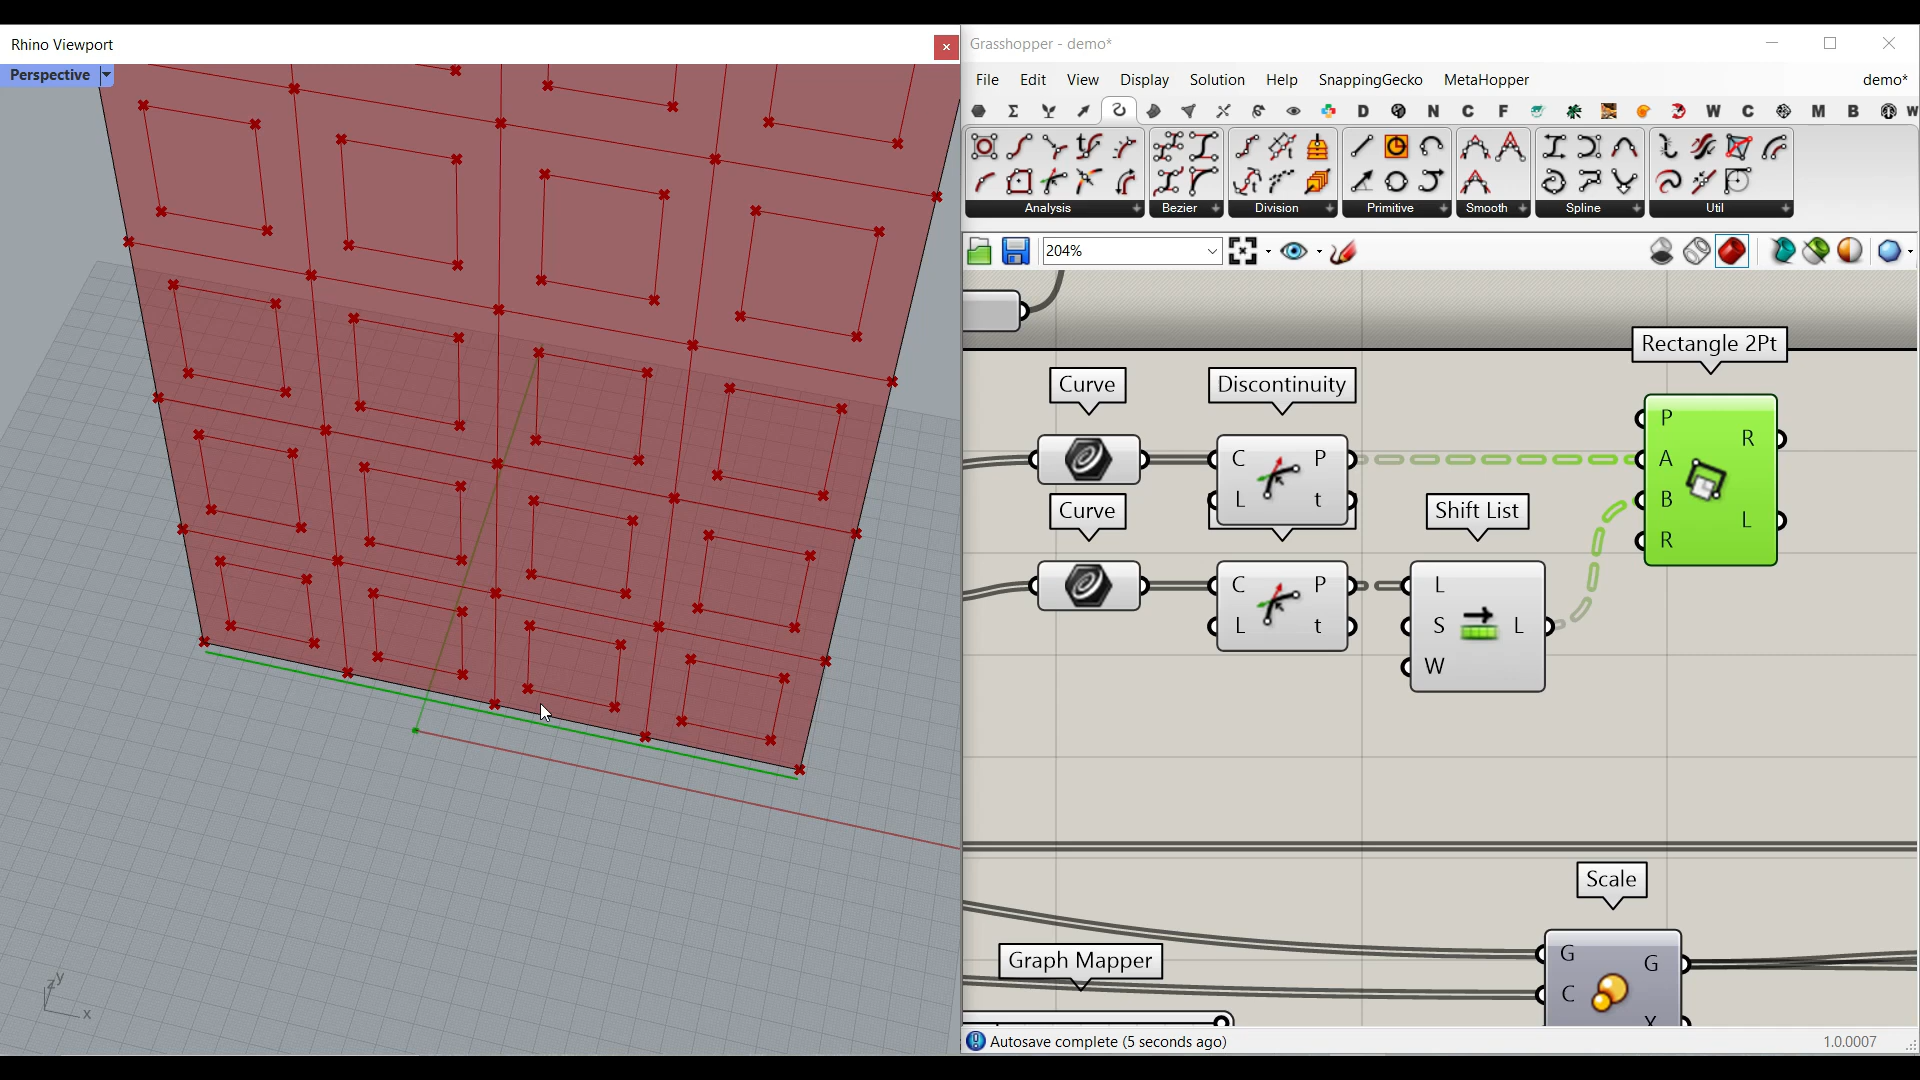 Rhino Viewport
Perspective
z
y
x
Grasshopper - demo*
File Edit View Display Solution Help SnappingGecko MetaHopper demo*
Σ D N C F W C M B W
Analysis Bezier Division Primitive Smooth Spline Util
204%
Rectangle 2Pt
Curve
Discontinuity
P
A
B
R
R
L
C
L
P
t
Curve
Shift List
C
L
P
t
L
S
W
L
Scale
G
C
G
X
Graph Mapper
Autosave complete (5 seconds ago)
1.0.0007